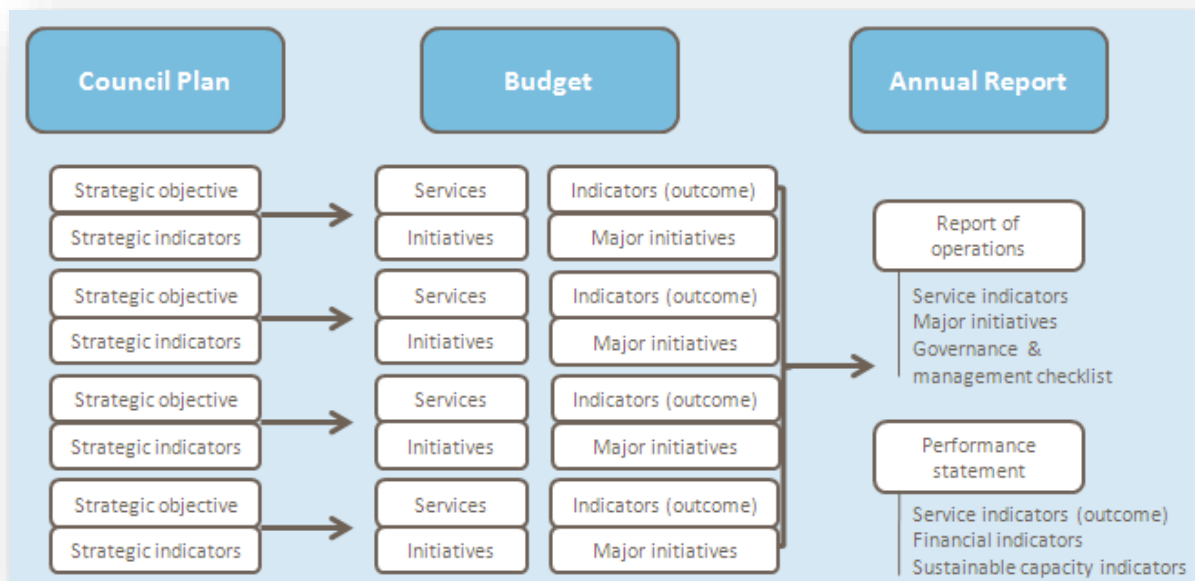 Council Plan
Budget
Annual Report
Strategic objective
Strategic indicators
Services
Initiatives
Indicators (outcome)
Major initiatives
Strategic objective
Strategic indicators
Services
Initiatives
Indicators (outcome)
Major initiatives
Strategic objective
Strategic indicators
Services
Initiatives
Indicators (outcome)
Major initiatives
Strategic objective
Strategic indicators
Services
Initiatives
Indicators (outcome)
Major initiatives
Report of
operations
Service indicators
Major initiatives
Governance &
management checklist
Performance
statement
Service indicators (outcome)
Financial indicators
Sustainable capacity indicators